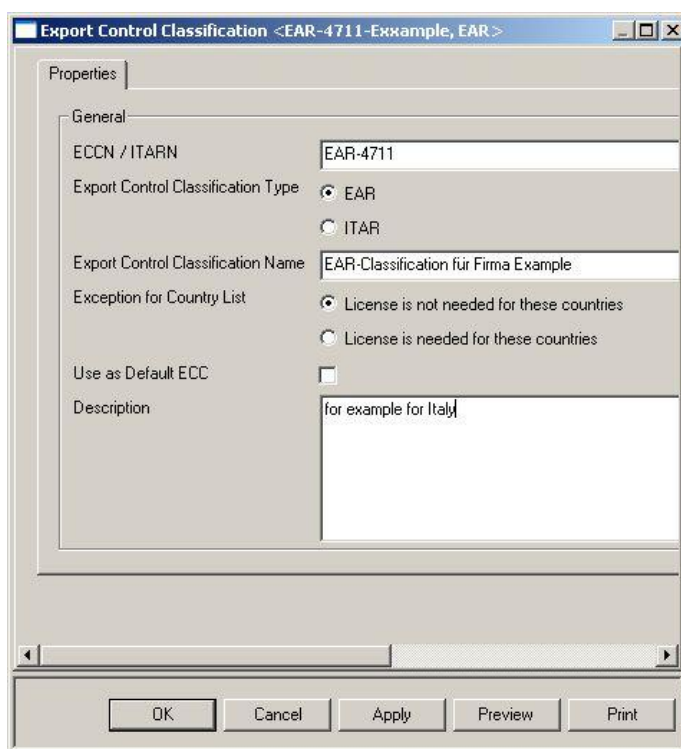 Export Control Classification <EAR-4711-Exxample, EAR>
Properties
General
ECCN / ITARN EAR-4711
Export Control Classification Type EAR
ITAR
Export Control Classification Name EAR-Classification für Firma Example
Exception for Country List License is not needed for these countries
License is needed for these countries
Use as Default ECC
Description for example for Italy
OK Cancel Apply Preview Print